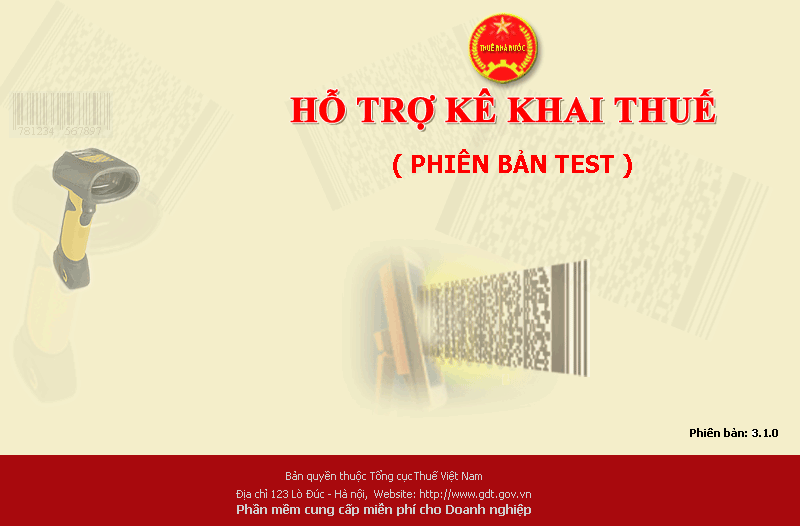 THUẾ NHÀ NƯỚC
HỖ TRỢ KÊ KHAI THUẾ
( PHIÊN BẢN TEST )
781234 567897
Phiên bản: 3.1.0
Bản quyền thuộc Tổng cục Thuế Việt Nam
Địa chỉ 123 Lò Đúc - Hà nội, Website: http://www.gdt.gov.vn
Phần mềm cung cấp miễn phí cho Doanh nghiệp